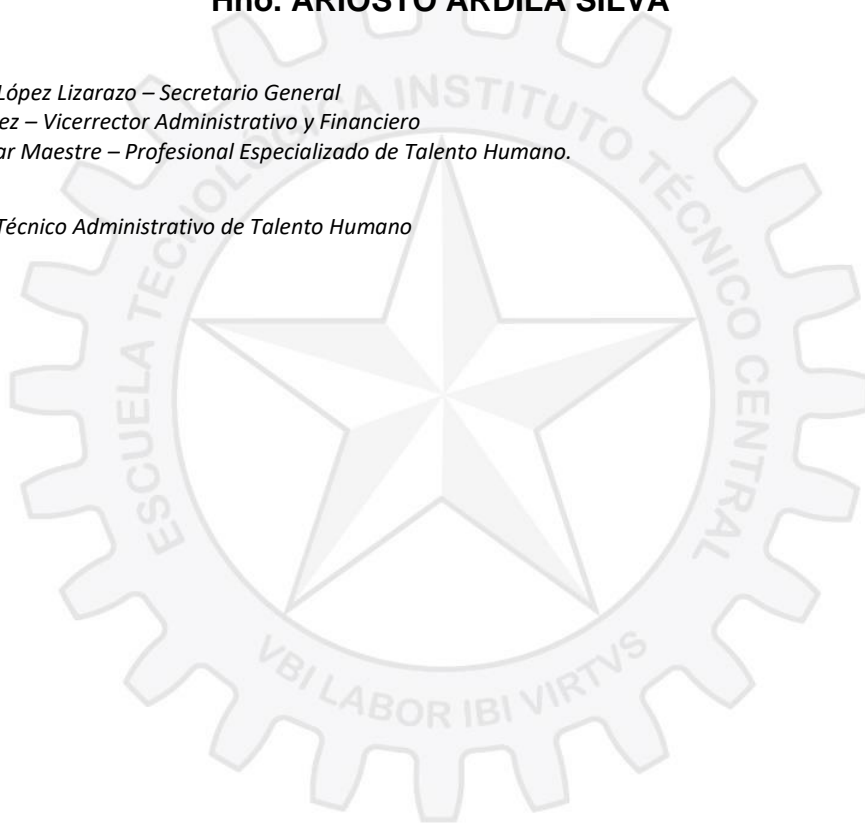 Hno. ARIOSTO ARDILA SILVA
López Lizarazo – Secretario General
ez – Vicerrector Administrativo y Financiero
ar Maestre – Profesional Especializado de Talento Humano.
Técnico Administrativo de Talento Humano
ESCUELA TECNOLÓGICA INSTITUTO TÉCNICO CENTRAL
VBI LABOR IBI VIRTVS